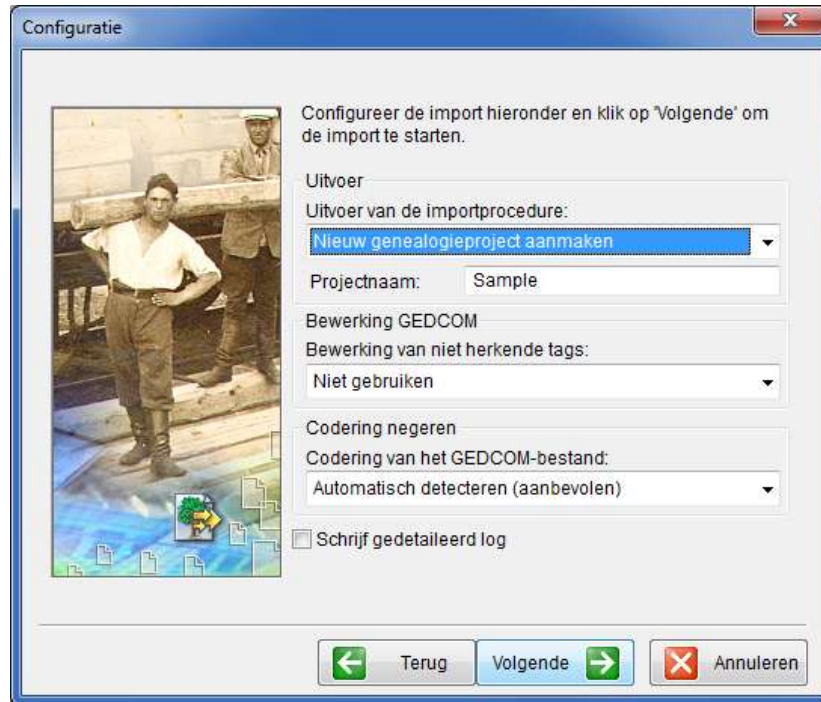 Configuratie
Configureer de import hieronder en klik op 'Volgende' om
de import te starten.
Uitvoer
Uitvoer van de importprocedure:
Nieuw genealogieproject aanmaken
Projectnaam: Sample
Bewerking GEDCOM
Bewerking van niet herkende tags:
Niet gebruiken
Codering negeren
Codering van het GEDCOM-bestand:
Automatisch detecteren (aanbevolen)
Schrijf gedetaileerd log
Terug Volgende Annuleren